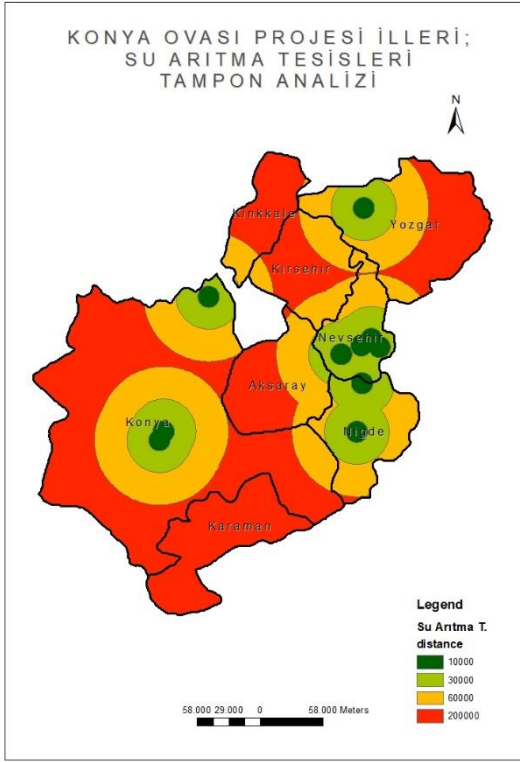 KONYA OVASI PROJESİ İLLERİ;
SU ARITMA TESİSLERİ
TAMPON ANALİZİ
N
Kırıkkale
Yozgat
Kırşehir
Nevşehir
Aksaray
Konya
Niğde
Karaman
Legend
Su Arıtma T.
distance
10000
30000
60000
200000
58.000 29.000 0 58.000 Meters